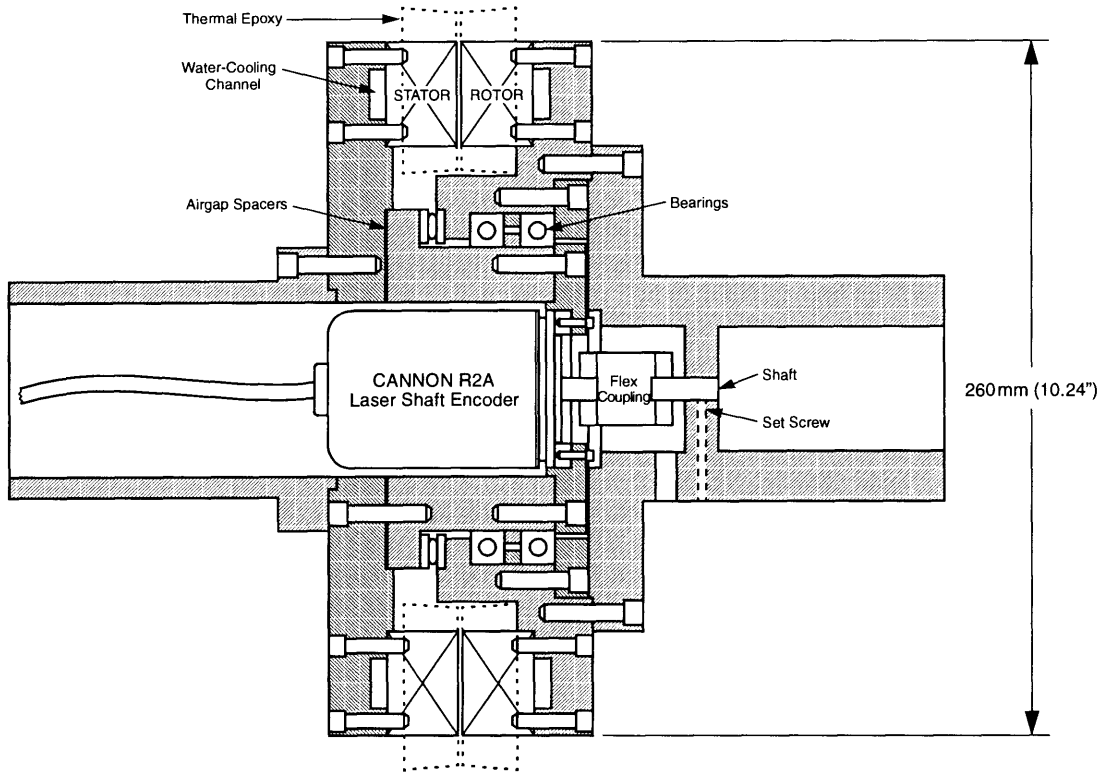 Thermal Epoxy
Water-Cooling
Channel
STATOR
ROTOR
Airgap Spacers
Bearings
CANNON R2A
Laser Shaft Encoder
Flex
Coupling
Shaft
Set Screw
260mm (10.24")